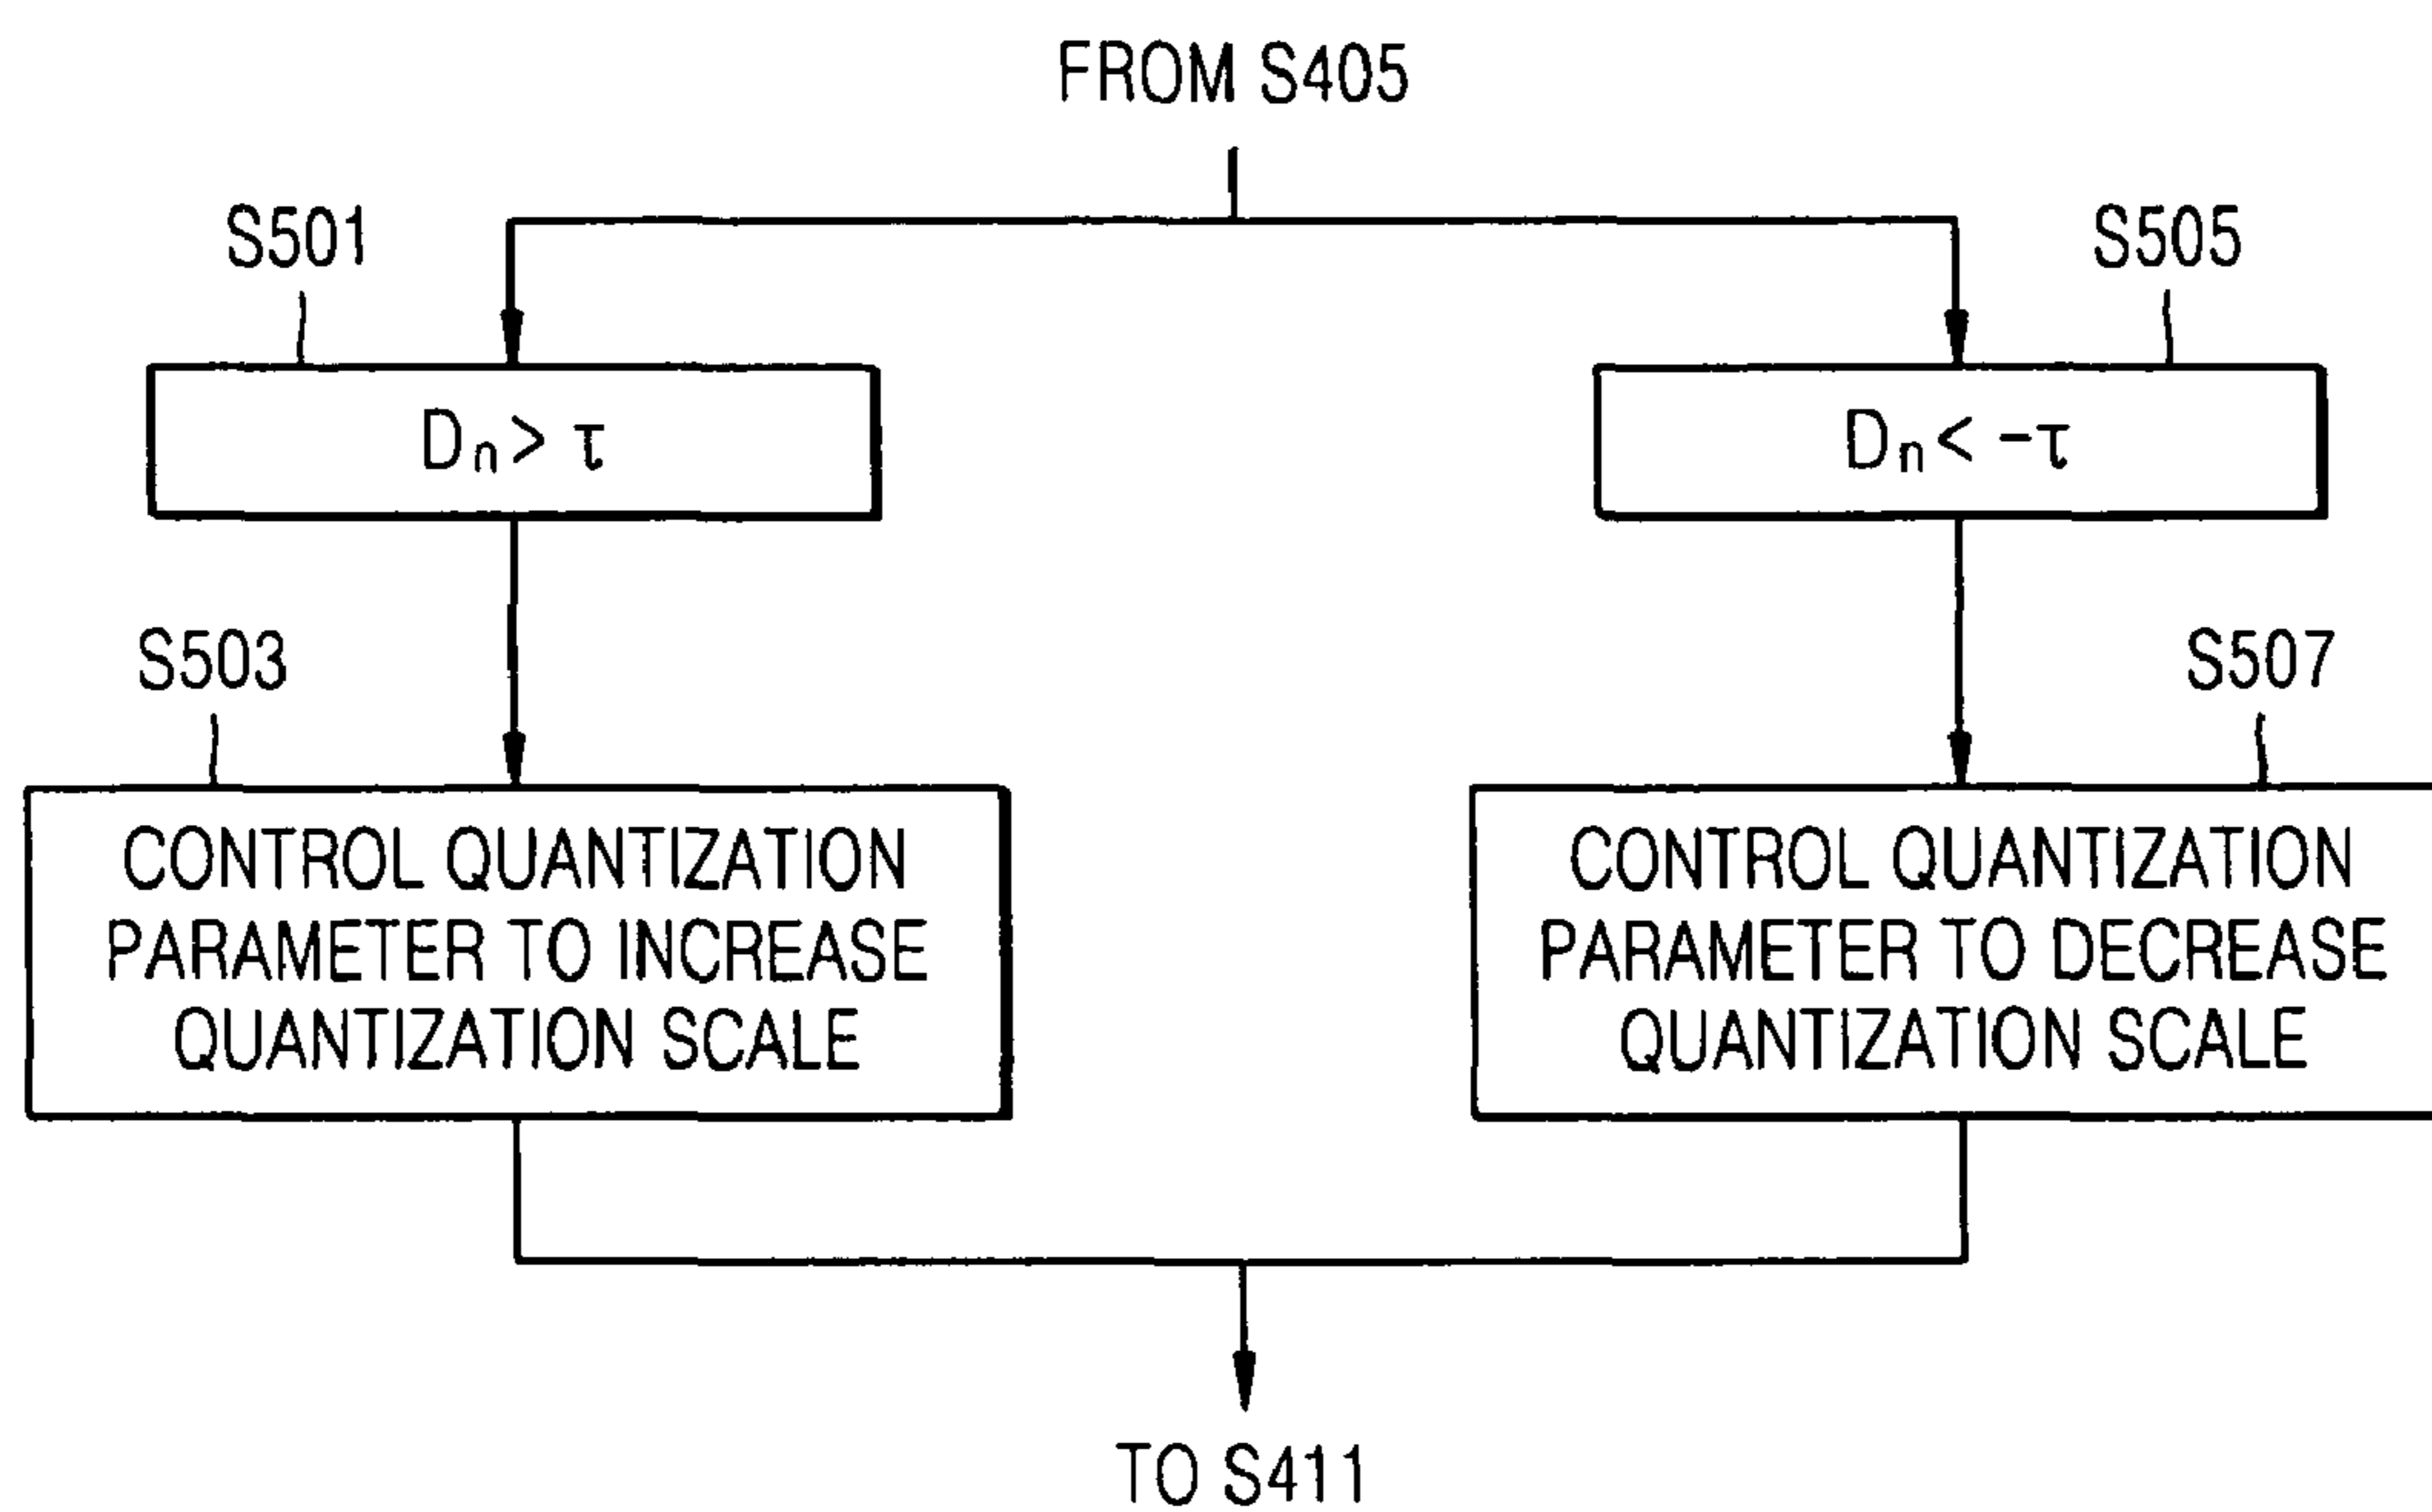 FROM S405
S501
S505
Dₙ > τ
Dₙ < -τ
S503
S507
CONTROL QUANTIZATION
PARAMETER TO INCREASE
QUANTIZATION SCALE
CONTROL QUANTIZATION
PARAMETER TO DECREASE
QUANTIZATION SCALE
TO S411